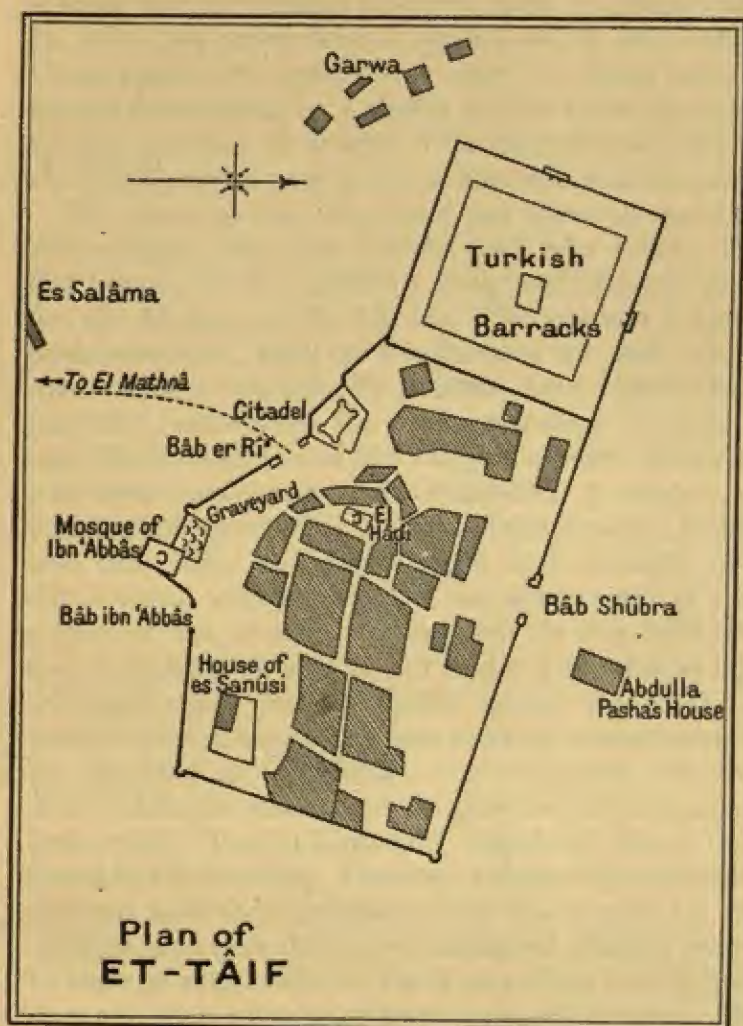 Garwa
Turkish
Barracks
Es Salâma
To El Mathnâ
Citadel
Bâb er Rî'
Graveyard
El
Hadi
Mosque of
Ibn 'Abbâs
Bâb ibn 'Abbâs
Bâb Shûbra
House of
es Sanûsi
Abdulla
Pasha's House
Plan of
ET-TÂIF